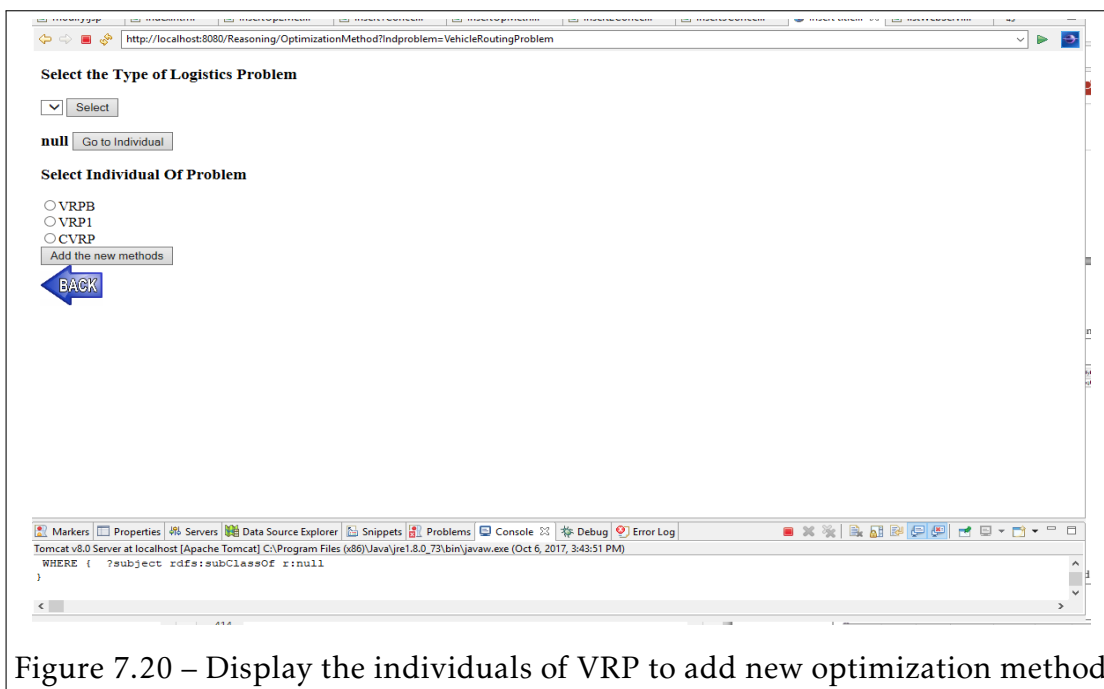 http://localhost:8080/Reasoning/OptimizationMethod?Indproblem=VehicleRoutingProblem
Select the Type of Logistics Problem
Select
null Go to Individual
Select Individual Of Problem
VRPB
VRP1
CVRP
Add the new methods
BACK
Markers Properties Servers Data Source Explorer Snippets Problems Console Debug Error Log
Tomcat v8.0 Server at localhost [Apache Tomcat] C:\Program Files (x86)\Java\jre1.8.0_73\bin\javaw.exe (Oct 6, 2017, 3:43:51 PM)
WHERE { ?subject rdfs:subClassOf r:null
}
Figure 7.20 – Display the individuals of VRP to add new optimization method